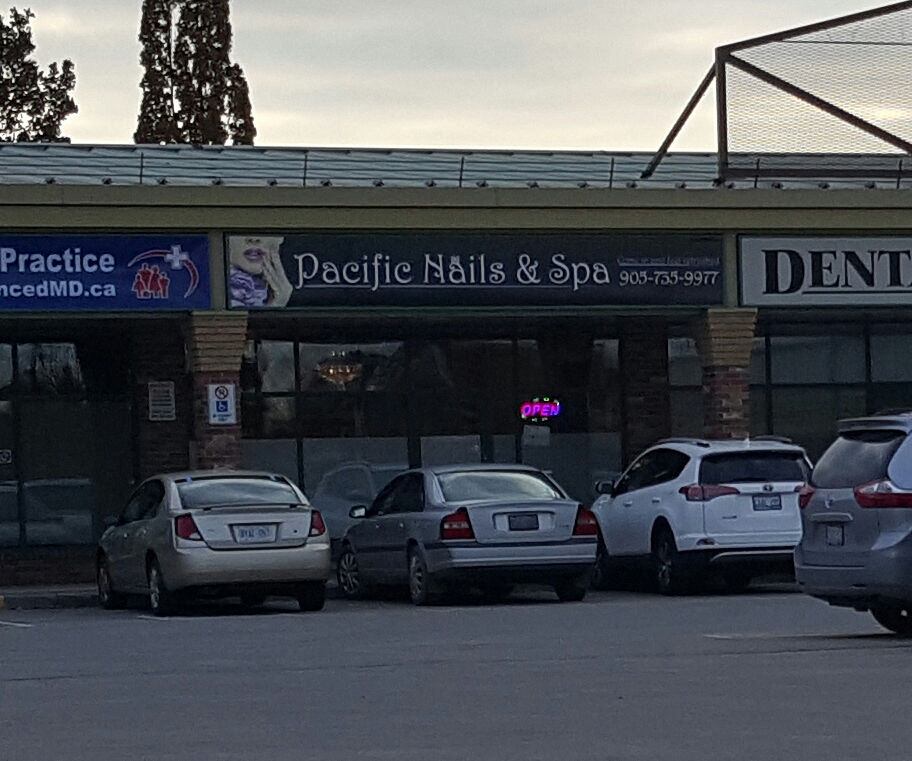 Practice
ncedMD.ca
Pacific Nails & Spa
905-735-9977
DENT
OPEN